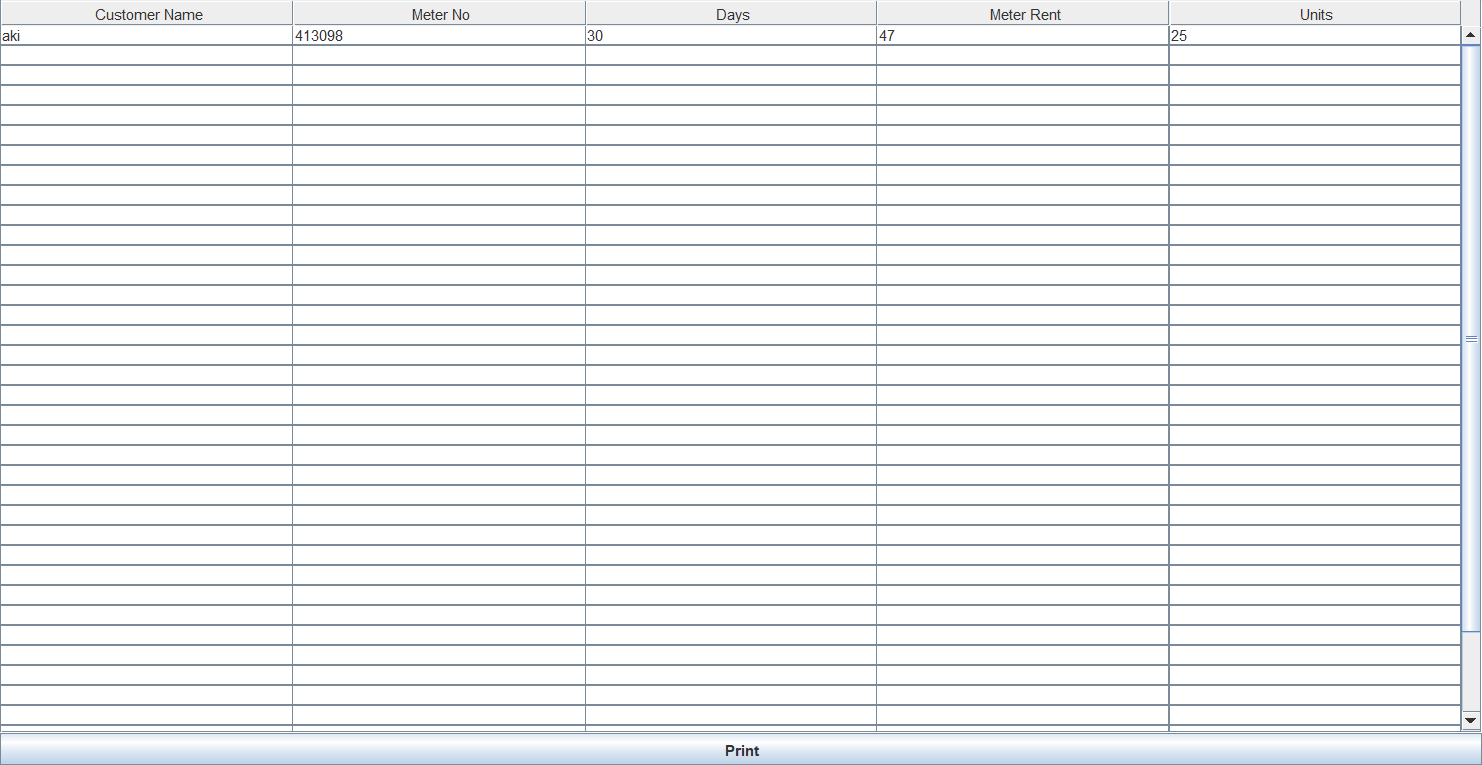 Customer Name Meter No Days Meter Rent Units
aki 413098 30 47 25
Print